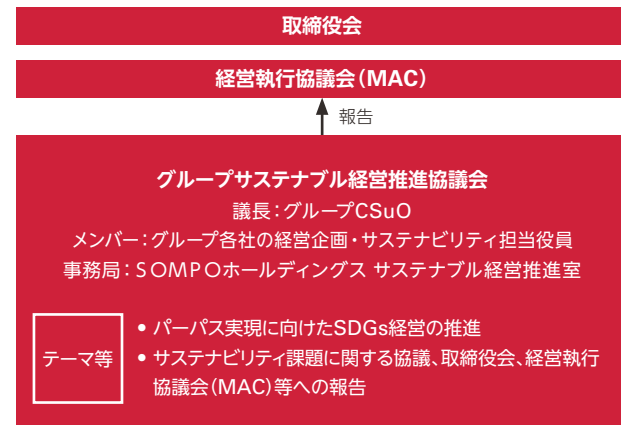 取締役会
経営執行協議会（MAC）
報告
グループサステナブル経営推進協議会
議長：グループCSuO
メンバー：グループ各社の経営企画・サステナビリティ担当役員
事務局：ＳＯＭＰＯホールディングス サステナブル経営推進室
テーマ等
• パーパス実現に向けたSDGs経営の推進
• サステナビリティ課題に関する協議、取締役会、経営執行
協議会（MAC）等への報告